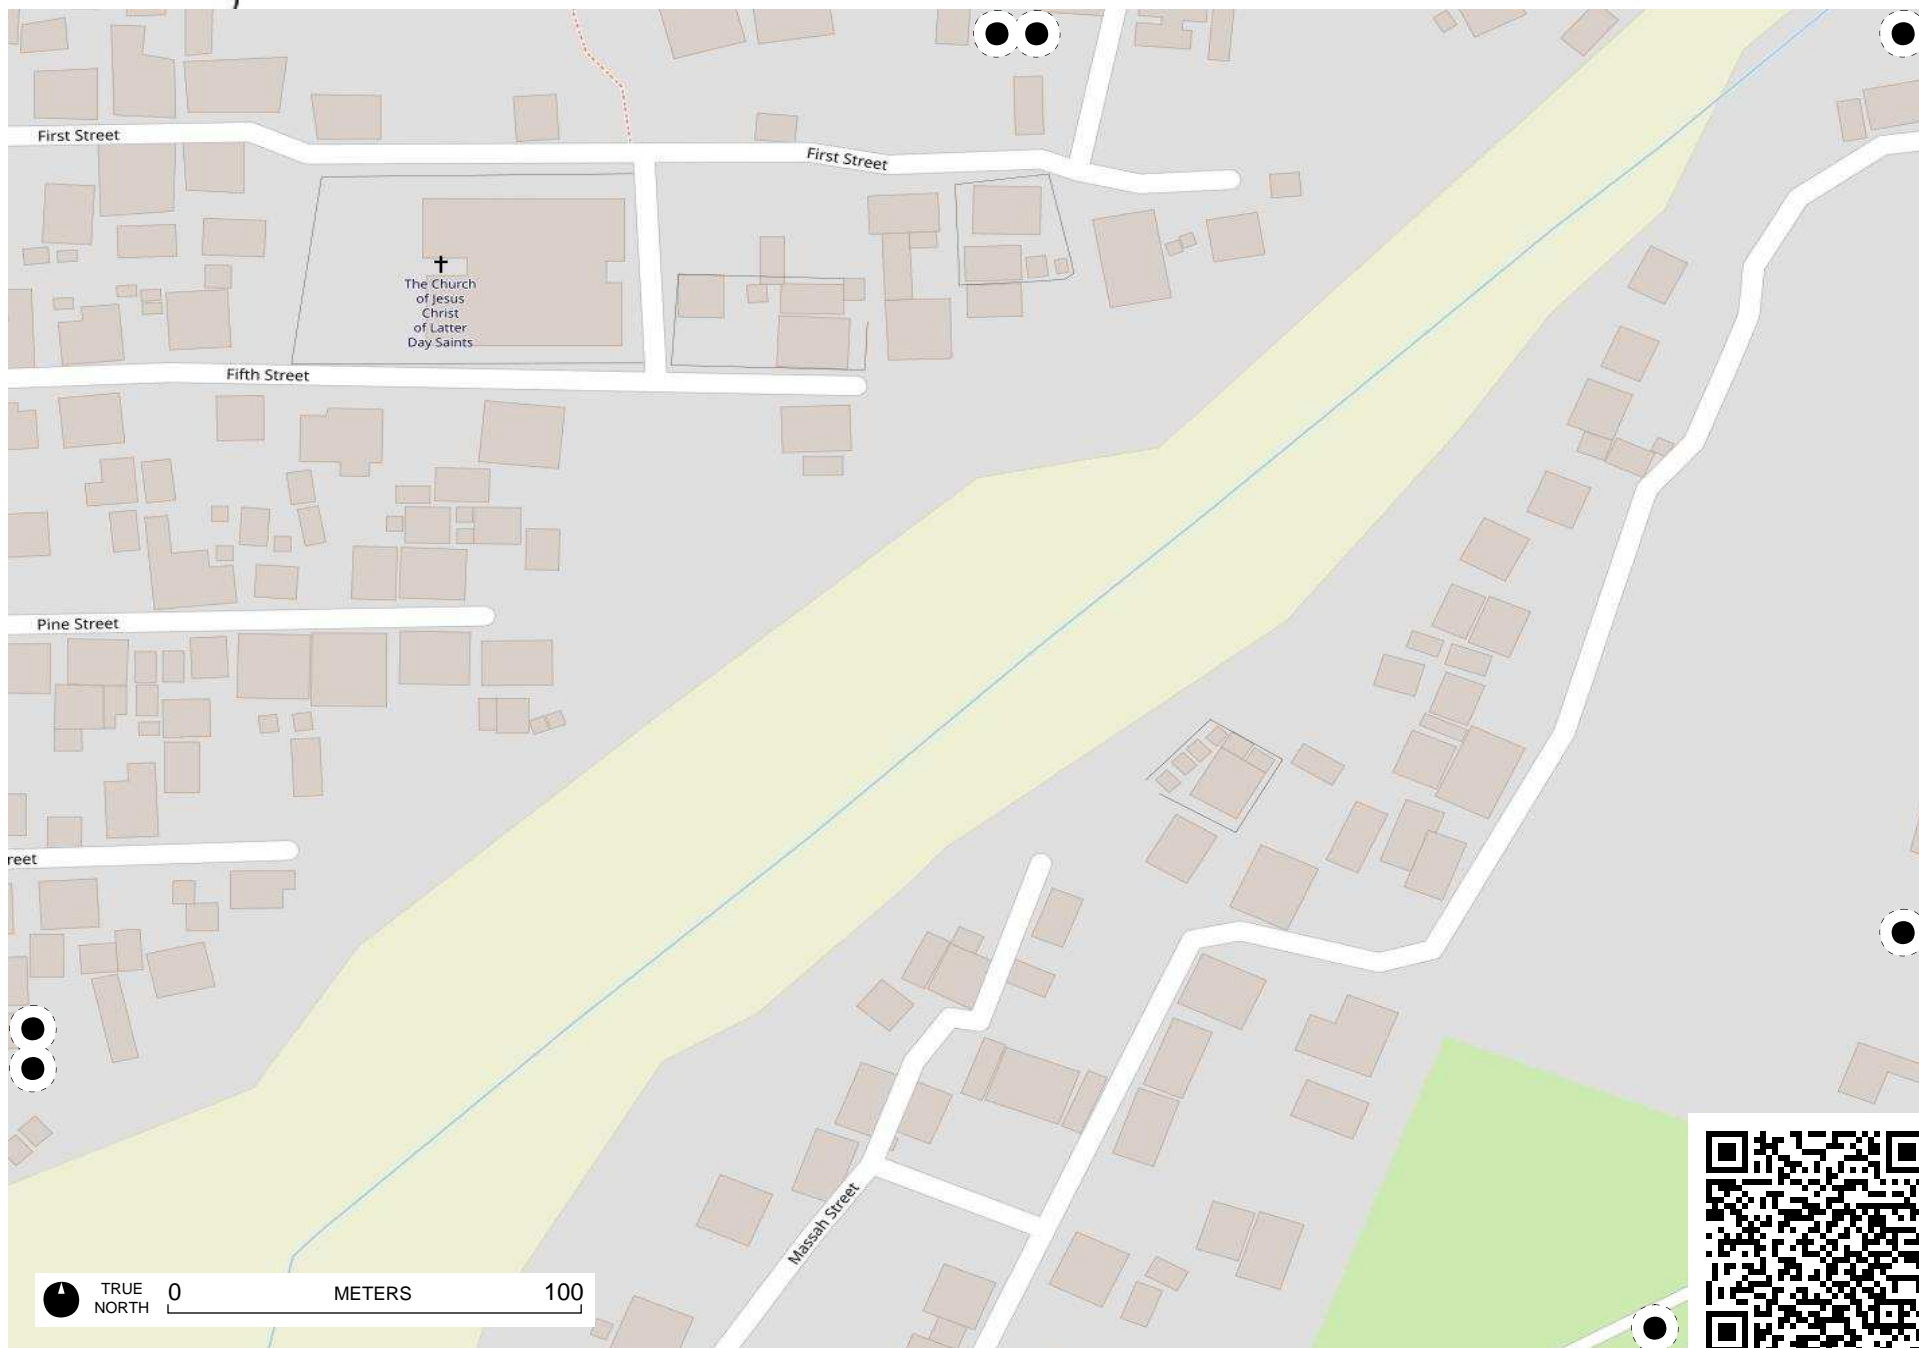 First Street
First Street
The Church
of Jesus
Christ
of Latter
Day Saints
Fifth Street
Pine Street
reet
Massah Street
TRUE
NORTH
0 METERS 100